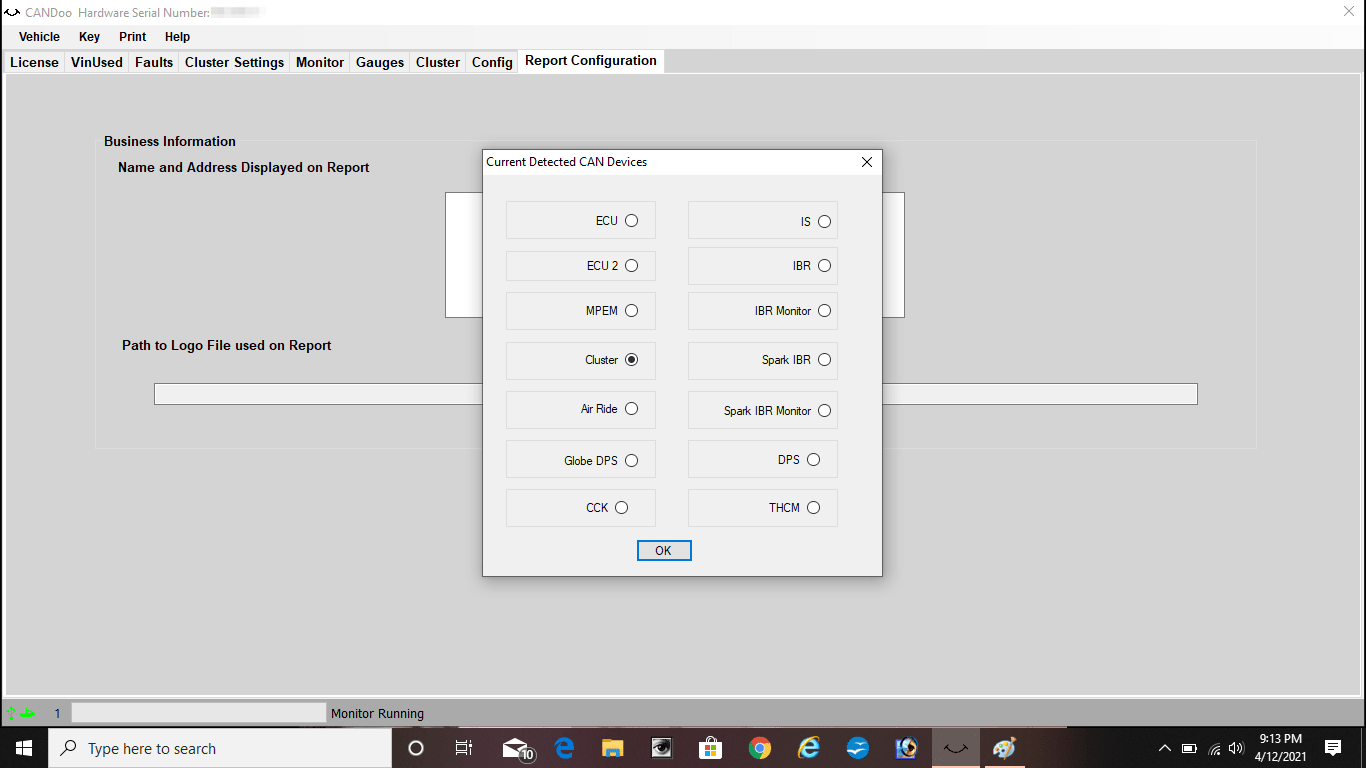 CANDoo Hardware Serial Number:
Vehicle Key Print Help
License VinUsed Faults Cluster Settings Monitor Gauges Cluster Config Report Configuration
Business Information
Name and Address Displayed on Report
Path to Logo File used on Report
Current Detected CAN Devices
ECU IS
ECU 2 IBR
MPEM IBR Monitor
Cluster Spark IBR
Air Ride Spark IBR Monitor
Globe DPS DPS
CCK THCM
OK
1 Monitor Running
Type here to search
10
9:13 PM
4/12/2021